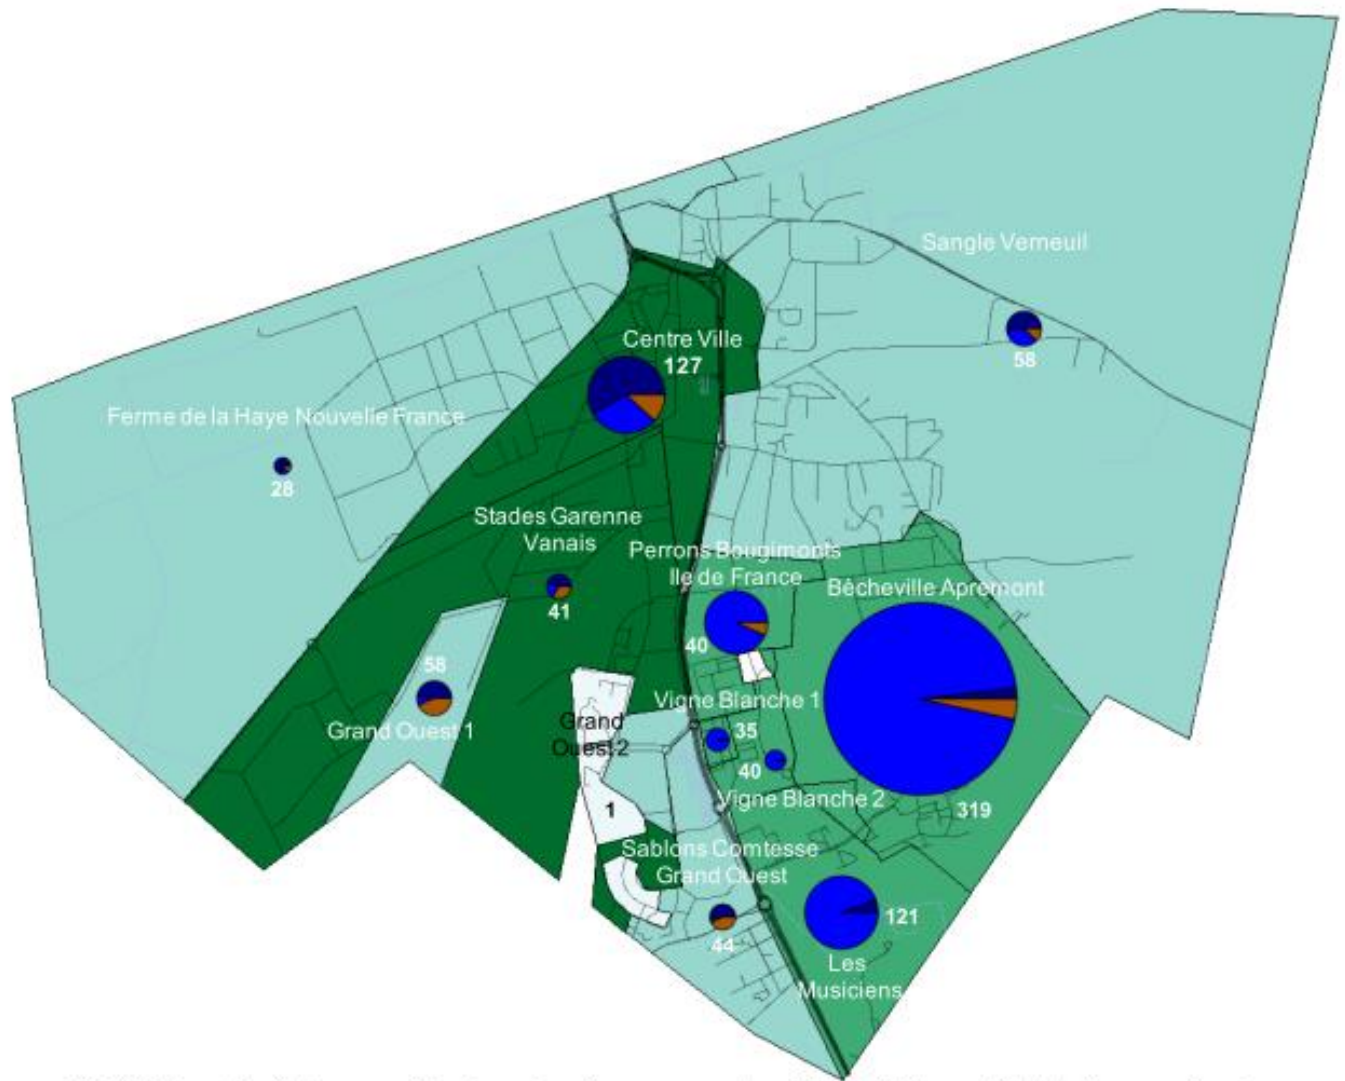 Sangle Verneuil
58
Centre Ville
127
Ferme de la Haye Nouvelle France
28
Stades Garenne
Vanais
41
Perrons Bougimonts
Ile de France
40
Bècheville Apremont
319
58
Grand Ouest 1
Vigne Blanche 1
35
Grand
Ouest 2
40
Vigne Blanche 2
1
Sablons Comtesse
Grand Ouest
44
121
Les
Musiciens